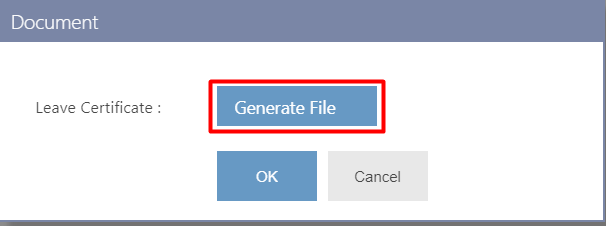 Document
Leave Certificate :
Generate File
OK
Cancel